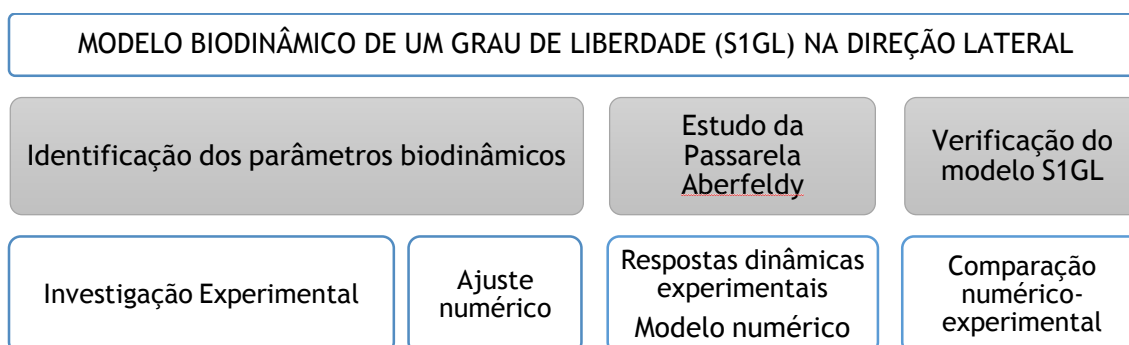 MODELO BIODINÂMICO DE UM GRAU DE LIBERDADE (S1GL) NA DIREÇÃO LATERAL
Identificação dos parâmetros biodinâmicos
Estudo da
Passarela
Aberfeldy
Verificação do
modelo S1GL
Investigação Experimental
Ajuste
numérico
Respostas dinâmicas
experimentais
Modelo numérico
Comparação
numérico-
experimental